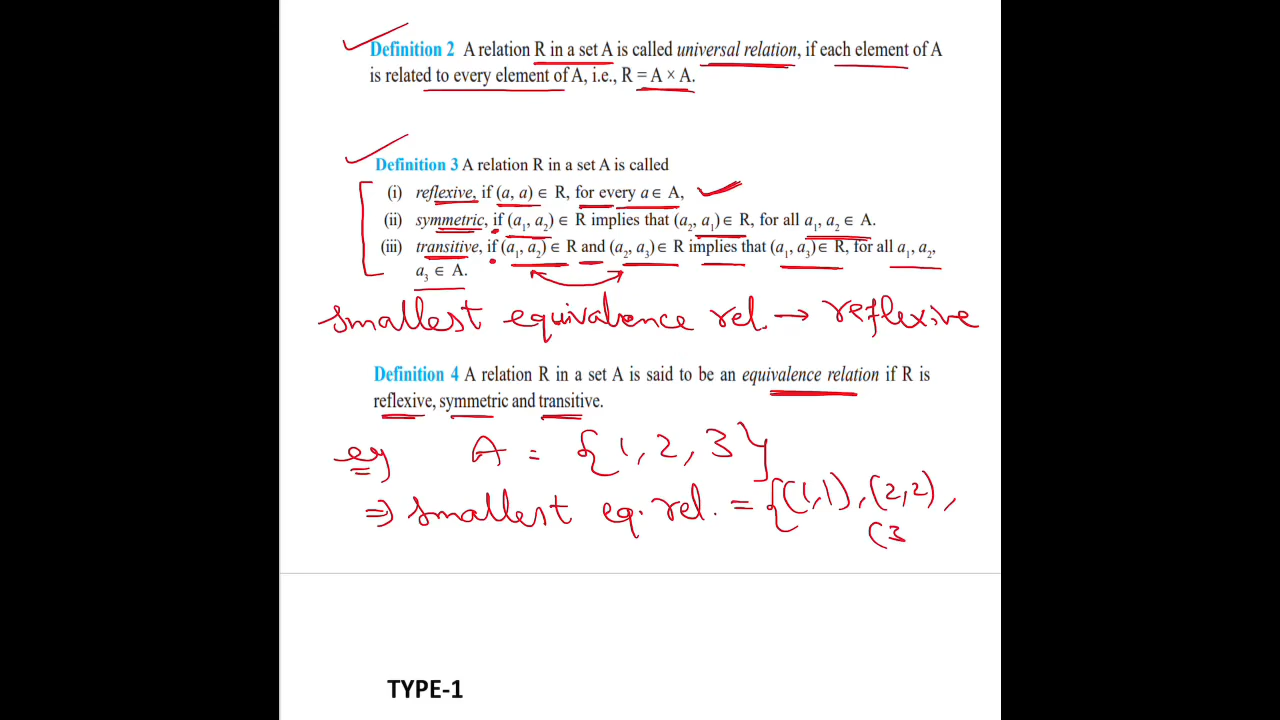 Definition 2 A relation R in a set A is called universal relation, if each element of A
is related to every element of A, i.e., R = A × A.
Definition 3 A relation R in a set A is called
(i) reflexive, if (a, a) ∈ R, for every a ∈ A,
(ii) symmetric, if (a₁, a₂) ∈ R implies that (a₂, a₁) ∈ R, for all a₁, a₂ ∈ A.
(iii) transitive, if (a₁, a₂) ∈ R and (a₂, a₃) ∈ R implies that (a₁, a₃) ∈ R, for all a₁, a₂,
a₃ ∈ A.
smallest equivalence rel. → reflexive
Definition 4 A relation R in a set A is said to be an equivalence relation if R is
reflexive, symmetric and transitive.
eg A = {1, 2, 3}
⇒ smallest eq. rel. = {(1,1), (2,2),
(3
TYPE-1